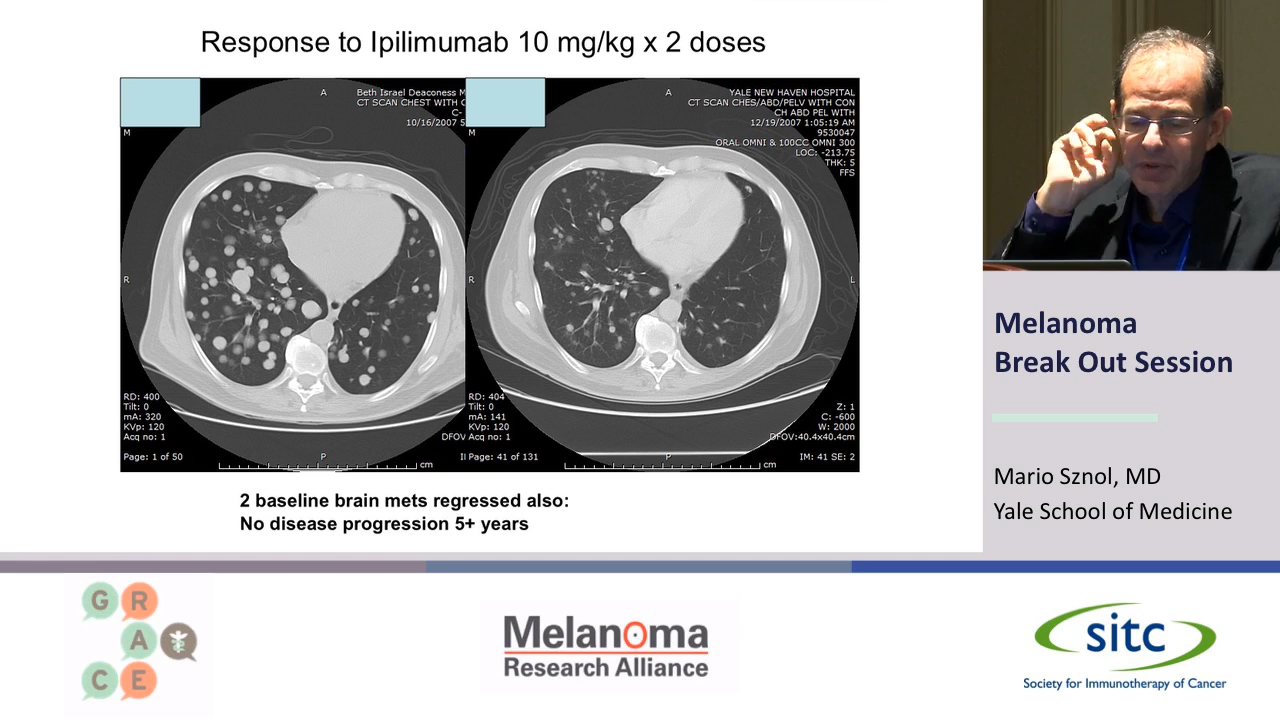 Response to Ipilimumab 10 mg/kg x 2 doses
A
Beth Israel Deaconess M
CT SCAN CHEST WITH C
C-
10/16/2007 5
M
R
RD: 400
Tilt: 0
mA: 320
KVp: 120
Acq no: 1
DFOV
Page: 1 of 50
P
cm
A
YALE NEW HAVEN HOSPITAL
CT SCAN CHES/ABD/PELV WITH CON
CH ABD PEL WITH
12/19/2007 1:05:19 AM
9530047
ORAL OMNI & 100CC OMNI 300
LOC: -213.75
THK: 5
FFS
M
R
L
RD: 404
Tilt: 0
mA: 141
KVp: 120
Acq no: 1
Page: 41 of 131
Z: 1
C: -600
W: 2000
DFOV:40.4x40.4cm
P
cm
IM: 41 SE: 2
2 baseline brain mets regressed also:
No disease progression 5+ years
Melanoma
Break Out Session
Mario Sznol, MD
Yale School of Medicine
GR
A
CE
Melanoma
Research Alliance
sitc
Society for Immunotherapy of Cancer